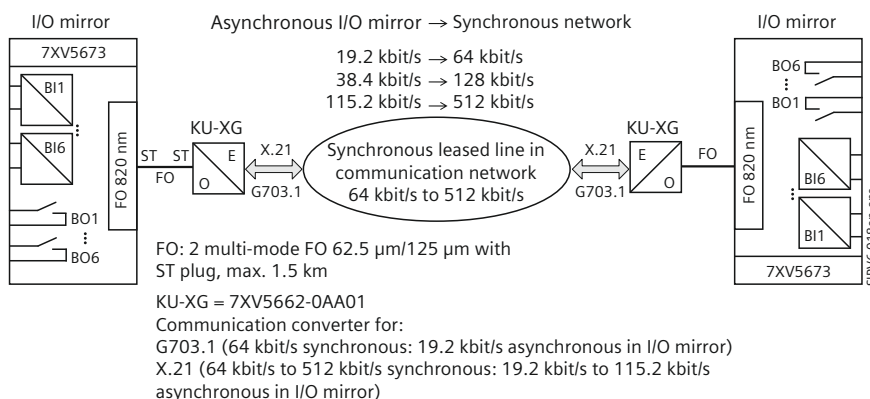 I/O mirror
Asynchronous I/O mirror → Synchronous network
I/O mirror
7XV5673
19.2 kbit/s → 64 kbit/s
38.4 kbit/s → 128 kbit/s
115.2 kbit/s → 512 kbit/s
BI1
BI6
FO 820 nm
BO1
BO6
ST
ST
FO
KU-XG
E
O
X.21
G703.1
Synchronous leased line in
communication network
64 kbit/s to 512 kbit/s
X.21
G703.1
KU-XG
E
O
FO
FO 820 nm
BO6
BO1
BI6
BI1
7XV5673
FO: 2 multi-mode FO 62.5 μm/125 μm with
ST plug, max. 1.5 km
KU-XG = 7XV5662-0AA01
Communication converter for:
G703.1 (64 kbit/s synchronous: 19.2 kbit/s asynchronous in I/O mirror)
X.21 (64 kbit/s to 512 kbit/s synchronous: 19.2 kbit/s to 115.2 kbit/s
asynchronous in I/O mirror)